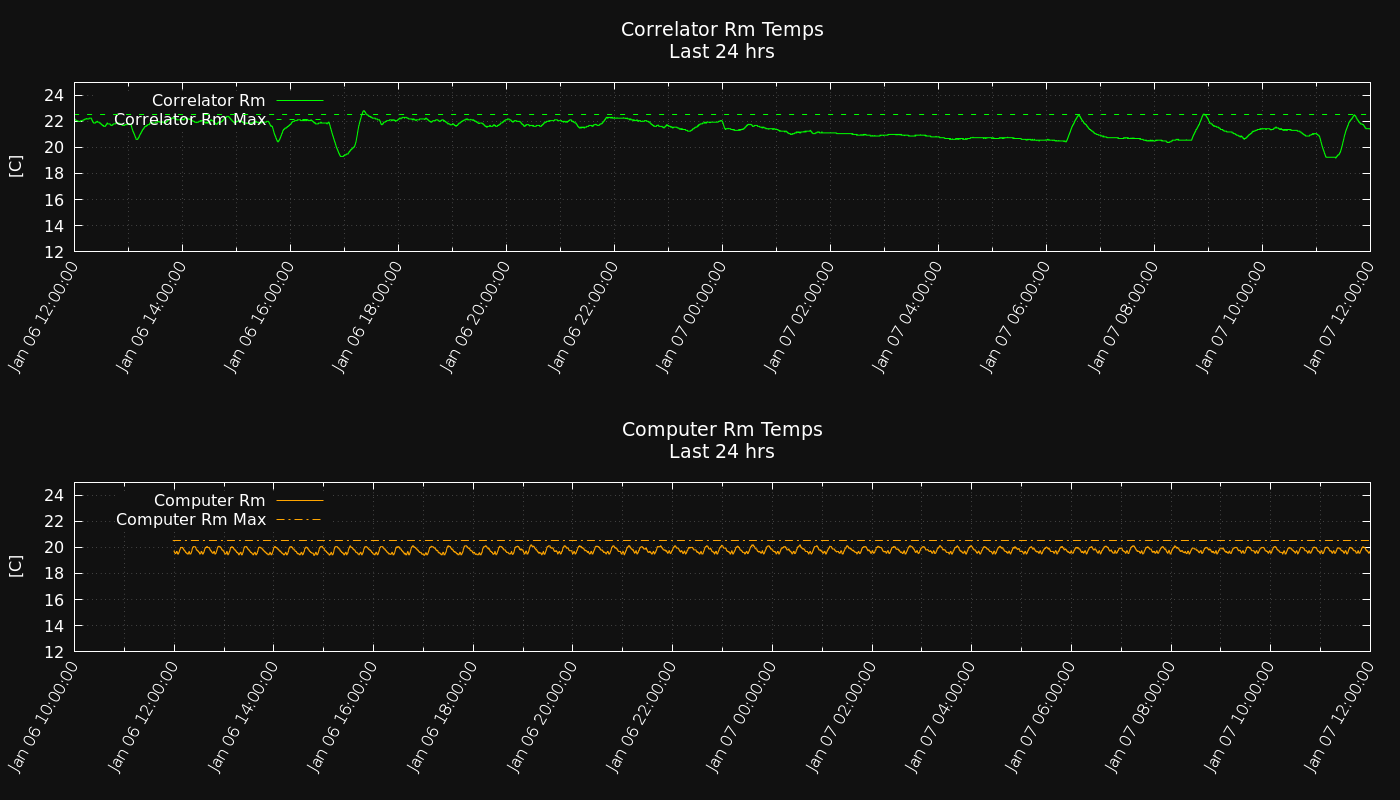 Correlator Rm Temps
Last 24 hrs
Correlator Rm
Correlator Rm Max
[C]
24
22
20
18
16
14
12
Jan 06 12:00:00
Jan 06 14:00:00
Jan 06 16:00:00
Jan 06 18:00:00
Jan 06 20:00:00
Jan 06 22:00:00
Jan 07 00:00:00
Jan 07 02:00:00
Jan 07 04:00:00
Jan 07 06:00:00
Jan 07 08:00:00
Jan 07 10:00:00
Jan 07 12:00:00
Computer Rm Temps
Last 24 hrs
Computer Rm
Computer Rm Max
[C]
24
22
20
18
16
14
12
Jan 06 10:00:00
Jan 06 12:00:00
Jan 06 14:00:00
Jan 06 16:00:00
Jan 06 18:00:00
Jan 06 20:00:00
Jan 06 22:00:00
Jan 07 00:00:00
Jan 07 02:00:00
Jan 07 04:00:00
Jan 07 06:00:00
Jan 07 08:00:00
Jan 07 10:00:00
Jan 07 12:00:00